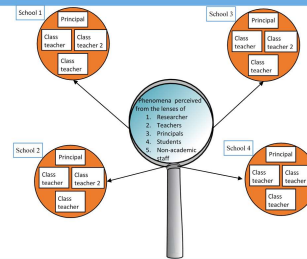 School 1
Principal
Class
teacher
Class
teacher 2
Class
teacher
School 3
Principal
Class
teacher
Class
teacher 2
Class
teacher
Phenomena perceived
from the lenses of
1. Researcher
2. Teachers
3. Principals
4. Students
5. Non-academic
staff
School 2
Principal
Class
teacher
Class
teacher 2
Class
teacher
School 4
Principal
Class
teacher
Class
teacher
Class
teacher